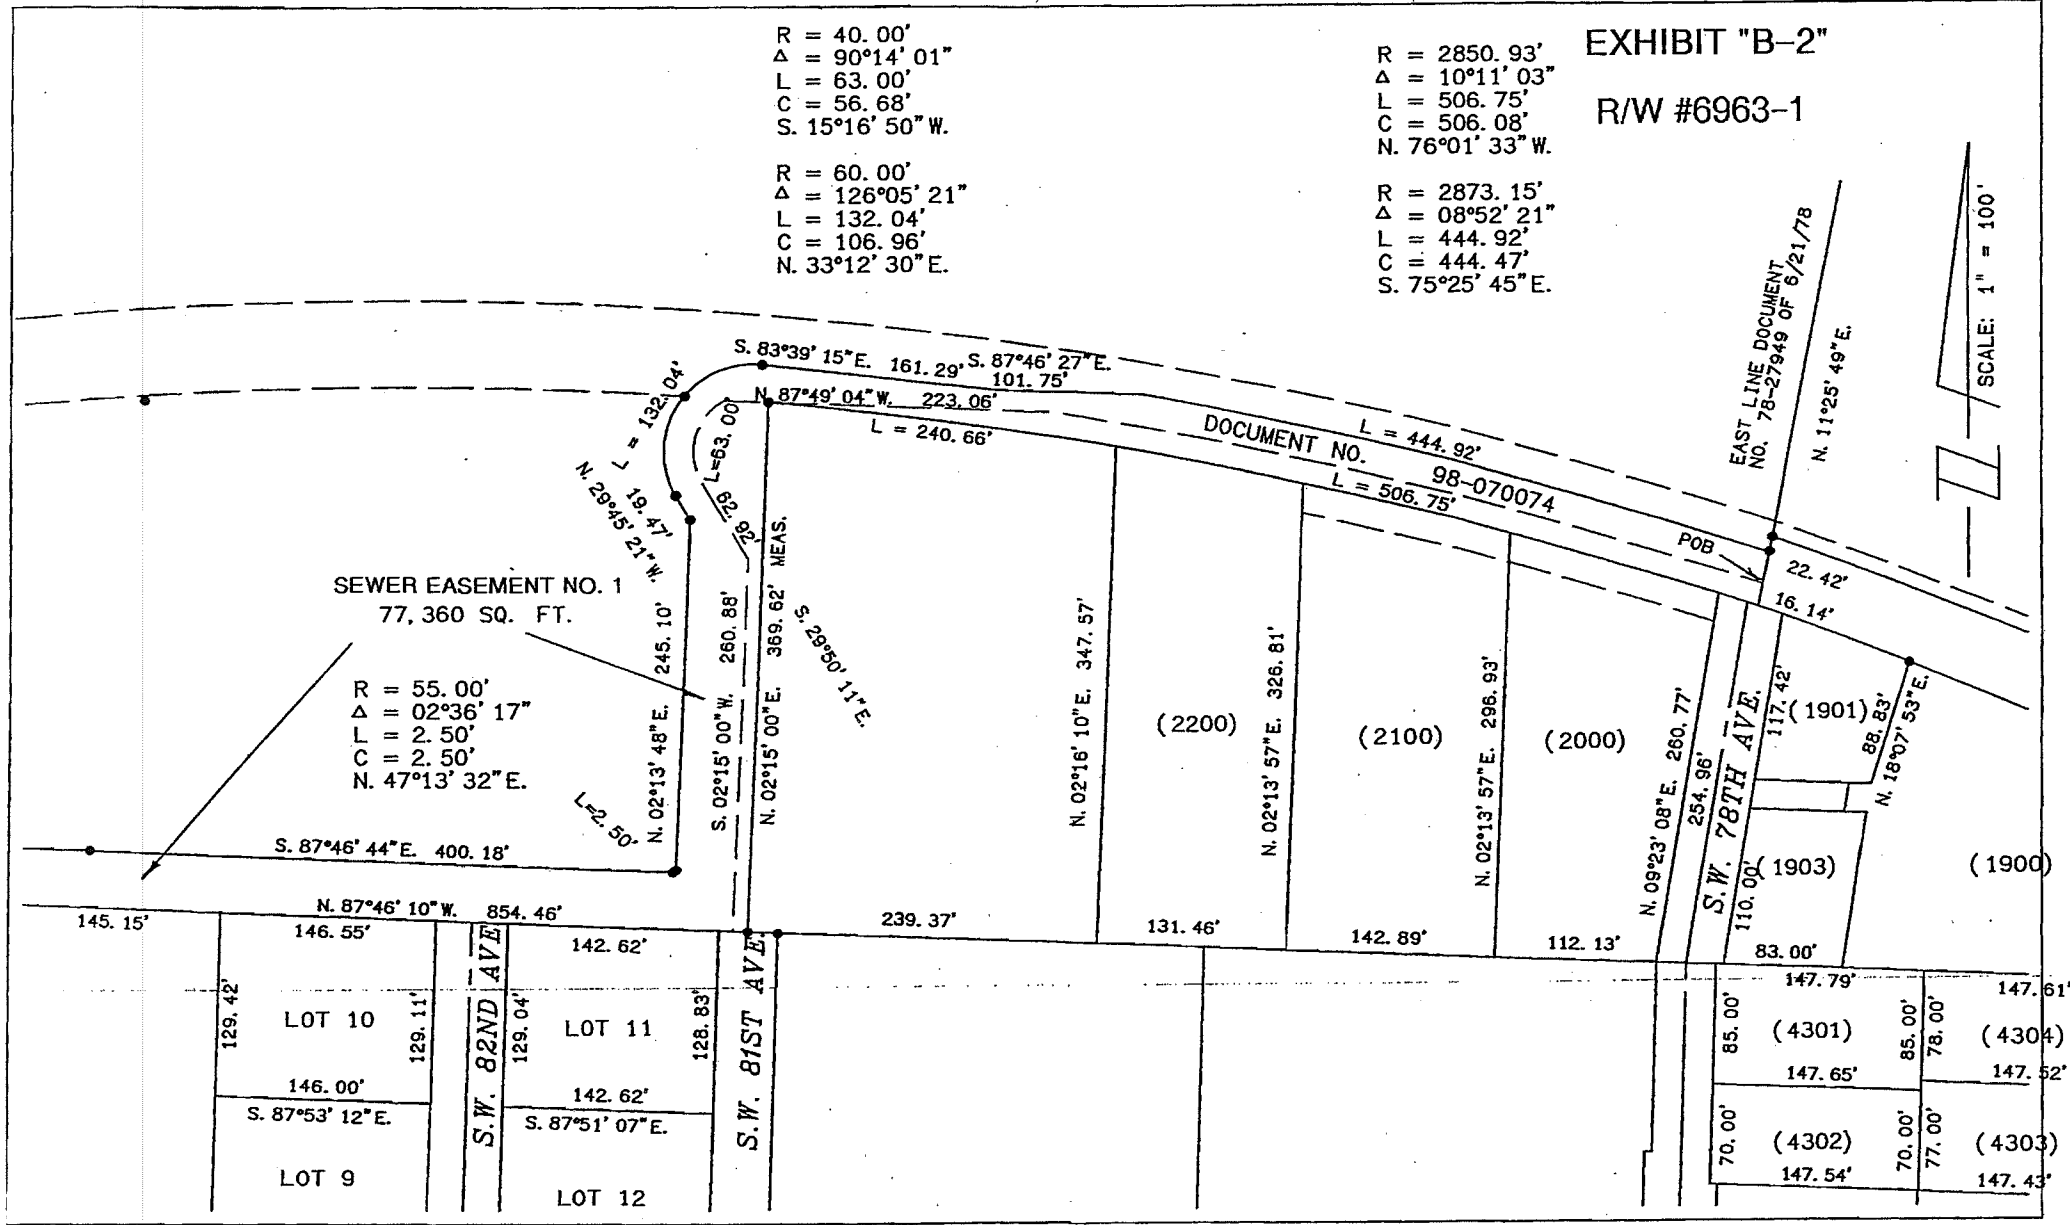 EXHIBIT "B-2"
R/W #6963-1
R = 40.00'
Δ = 90°14'01"
L = 63.00'
C = 56.68'
S. 15°16'50"W.
R = 60.00'
Δ = 126°05'21"
L = 132.04'
C = 106.96'
N. 33°12'30"E.
R = 2850.93'
Δ = 10°11'03"
L = 506.75'
C = 506.08'
N. 76°01'33"W.
R = 2873.15'
Δ = 08°52'21"
L = 444.92'
C = 444.47'
S. 75°25'45"E.
SCALE: 1" = 100'
EAST LINE DOCUMENT
NO. 78-27949 OF 6/21/78
N. 11°25'49"E.
S. 83°39'15"E. 161.29'
S. 87°46'27"E.
101.75'
N. 87°49'04"W. 223.06'
L = 240.66'
L = 132.04'
L=63.00'
19.47'
N. 29°45'21"W.
62.92'
S. 29°50'11"E.
DOCUMENT NO.
98-070074
L = 444.92'
L = 506.75'
POB
22.42'
16.14'
SEWER EASEMENT NO. 1
77,360 SQ. FT.
R = 55.00'
Δ = 02°36'17"
L = 2.50'
C = 2.50'
N. 47°13'32"E.
L=2.50'
N. 02°13'48"E. 245.10'
S. 02°15'00"W. 260.88'
N. 02°15'00"E. 369.62' MEAS.
N. 02°16'10"E. 347.57'
(2200)
N. 02°13'57"E. 326.81'
(2100)
N. 02°13'57"E. 296.93'
(2000)
N. 09°23'08"E. 260.77'
254.96'
S.W. 78TH AVE.
117.42'
(1901)
88.83'
N. 18°07'53"E.
110.00'
(1903)
(1900)
S. 87°46'44"E. 400.18'
N. 87°46'10"W. 854.46'
145.15'
146.55'
142.62'
239.37'
131.46'
142.89'
112.13'
83.00'
129.42'
LOT 10
129.11'
S.W. 82ND AVE
129.04'
LOT 11
128.83'
S.W. 81ST AVE.
146.00'
S. 87°53'12"E.
LOT 9
142.62'
S. 87°51'07"E.
LOT 12
147.79'
147.61'
85.00'
(4301)
85.00'
78.00'
(4304)
147.65'
147.52'
70.00'
(4302)
70.00'
77.00'
(4303)
147.54'
147.43'